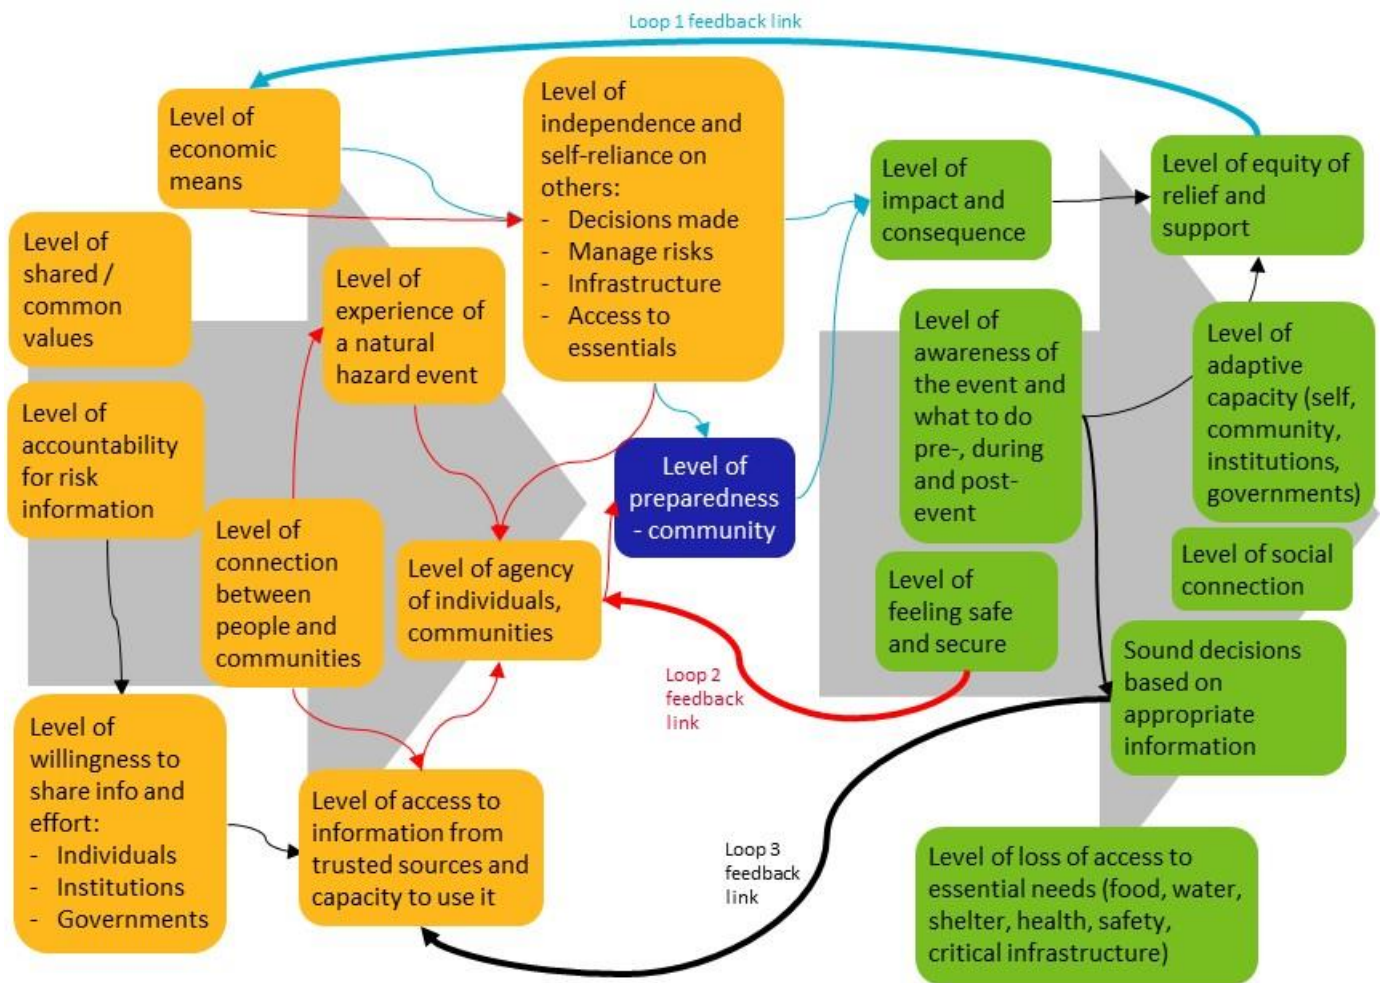 Loop 1 feedback link
Level of
economic
means
Level of
independence and
self-reliance on
others:
- Decisions made
- Manage risks
- Infrastructure
- Access to
essentials
Level of
impact and
consequence
Level of equity of
relief and
support
Level of
shared /
common
values
Level of
experience of
a natural
hazard event
Level of
awareness of
the event and
what to do
pre-, during
and post-
event
Level of
adaptive
capacity (self,
community,
institutions,
governments)
Level of
accountability
for risk
information
Level of
preparedness
- community
Level of
connection
between
people and
communities
Level of agency
of individuals,
communities
Level of
feeling safe
and secure
Level of social
connection
Loop 2
feedback
link
Sound decisions
based on
appropriate
information
Level of
willingness to
share info and
effort:
- Individuals
- Institutions
- Governments
Level of access to
information from
trusted sources and
capacity to use it
Loop 3
feedback
link
Level of loss of access to
essential needs (food, water,
shelter, health, safety,
critical infrastructure)